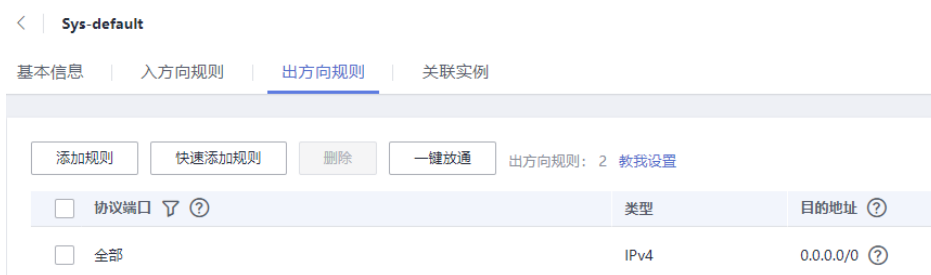 Sys-default
基本信息 入方向规则 出方向规则 关联实例
添加规则 快速添加规则 删除 一键放通 出方向规则: 2 教我设置
协议端口 类型 目的地址
全部 IPv4 0.0.0.0/0